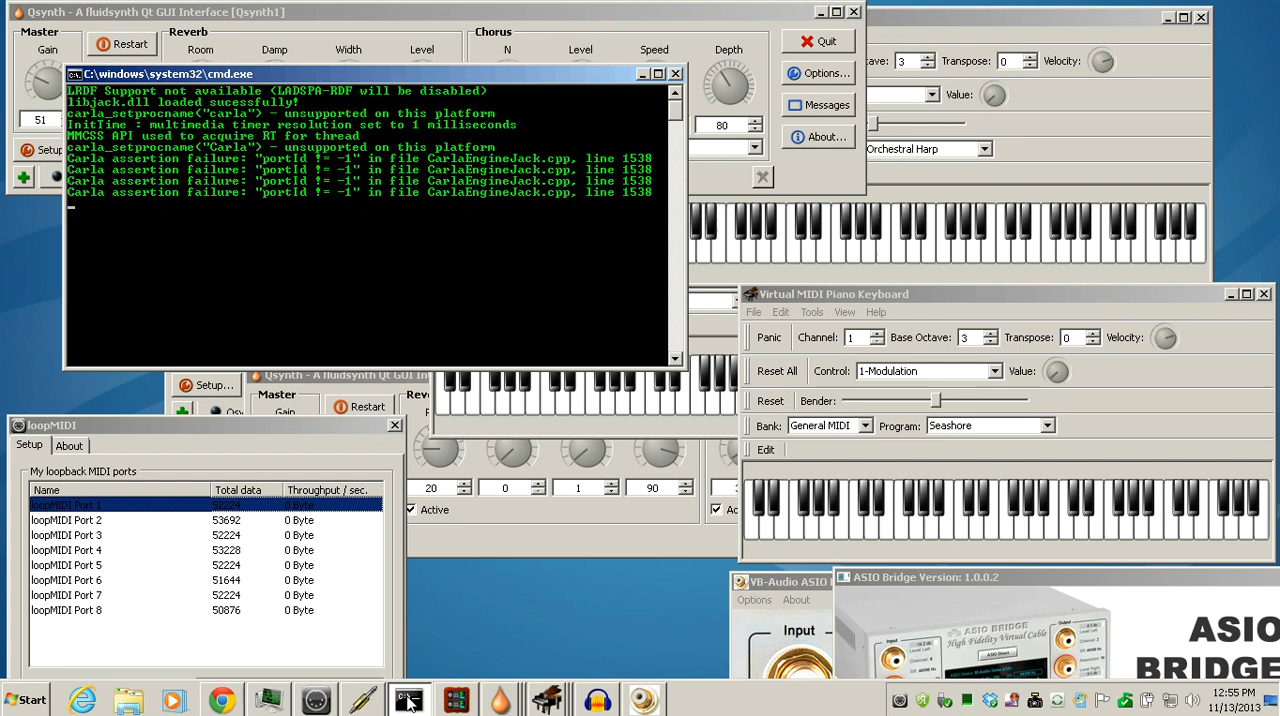 Qsynth - A fluidsynth Qt GUI Interface [Qsynth1]
Master
Reverb
Chorus
Gain
Restart
Room
Damp
Width
Level
N
Level
Speed
Depth
51
80
Setup
Quit
Options...
Messages
About...
C:\windows\system32\cmd.exe
LRDF Support not available (LADSPA-RDF will be disabled)
libjack.dll loaded sucessfully!
carla_setprocname("carla") - unsupported on this platform
InitTime : multimedia timer resolution set to 1 milliseconds
MMCSS API used to acquire RT for thread
carla_setprocname("Carla") - unsupported on this platform
Carla assertion failure: "portId != -1" in file CarlaEngineJack.cpp, line 1538
Carla assertion failure: "portId != -1" in file CarlaEngineJack.cpp, line 1538
Carla assertion failure: "portId != -1" in file CarlaEngineJack.cpp, line 1538
Carla assertion failure: "portId != -1" in file CarlaEngineJack.cpp, line 1538
3 Transpose: 0 Velocity:
Value:
Orchestral Harp
Virtual MIDI Piano Keyboard
File Edit Tools View Help
Panic Channel: 1 Base Octave: 3 Transpose: 0 Velocity:
Reset All Control: 1-Modulation Value:
Reset Bender:
Bank: General MIDI Program: Seashore
Edit
Setup...
Qsynth - A fluidsynth Qt GUI In
Master
Gain
Restart
20 0 1 90
Active
loopMIDI
Setup About
My loopback MIDI ports
Name Total data Throughput / sec.
loopMIDI Port 1 52224 0 Byte
loopMIDI Port 2 53692 0 Byte
loopMIDI Port 3 52224 0 Byte
loopMIDI Port 4 53228 0 Byte
loopMIDI Port 5 52224 0 Byte
loopMIDI Port 6 51644 0 Byte
loopMIDI Port 7 52224 0 Byte
loopMIDI Port 8 50876 0 Byte
VB-Audio ASIO
Options About
Input
ASIO Bridge Version: 1.0.0.2
ASIO BRIDGE
High Fidelity Virtual Cable
Input
Output
ASIO
BRIDGE
Start
12:55 PM
11/13/2013